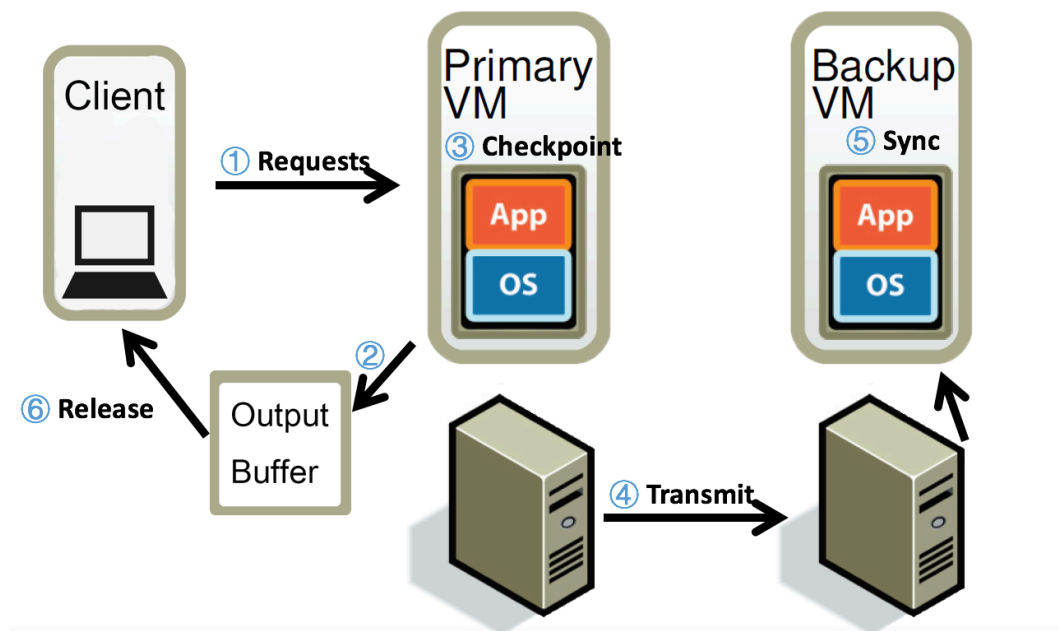 Client
Primary
VM
Backup
VM
① Requests
③ Checkpoint
⑤ Sync
App
OS
App
OS
②
⑥ Release
Output
Buffer
④ Transmit